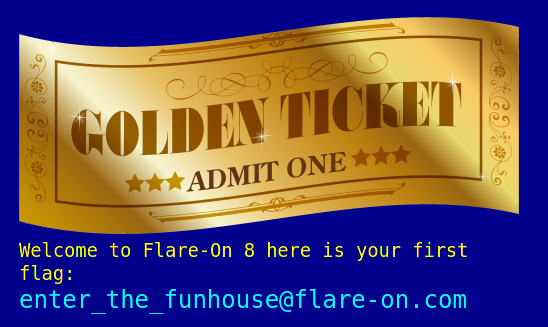 GOLDEN TICKET
ADMIT ONE
Welcome to Flare-On 8 here is your first
flag:
enter_the_funhouse@flare-on.com